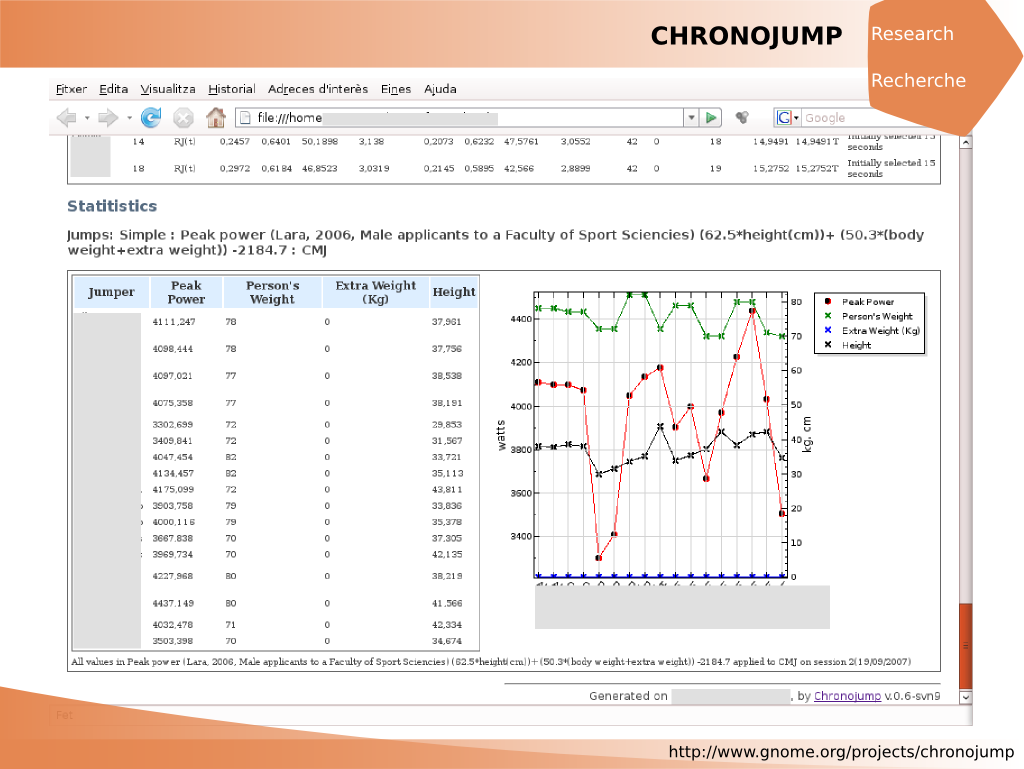 CHRONOJUMP
Research
Recherche
Fitxer Edita Visualitza Historial Adreces d'interès Eines Ajuda
file:///home
Google
14 RJ(t) 0,2457 0,6401 50,1898 3,138 0,2073 0,6232 47,5761 3,0552 42 0 18 14,9491 14,9491T Initially selected 15
seconds
18 RJ(t) 0,2972 0,6184 46,8523 3,0319 0,2145 0,5895 42,566 2,8899 42 0 19 15,2752 15,2752T Initially selected 15
seconds
Statitistics
Jumps: Simple : Peak power (Lara, 2006, Male applicants to a Faculty of Sport Sciencies) (62.5*height(cm))+ (50.3*(body
weight+extra weight)) -2184.7 : CMJ
Jumper Peak Power Person's Weight Extra Weight (Kg) Height
4111,247 78 0 37,961
4098,444 78 0 37,756
4097,021 77 0 38,538
4075,358 77 0 38,191
3302,699 72 0 29,853
3409,841 72 0 31,567
4047,454 82 0 33,721
4134,457 82 0 35,113
4175,099 72 0 43,811
3903,758 79 0 33,836
4000,116 79 0 35,378
3667,838 70 0 37,305
3969,734 70 0 42,135
4227,968 80 0 38,219
4437,149 80 0 41,566
4032,478 71 0 42,334
3503,398 70 0 34,674
watts
4400
4200
4000
3800
3600
3400
80
70
60
50
40
30
20
10
0
kg, cm
Peak Power
Person's Weight
Extra Weight (Kg)
Height
All values in Peak power (Lara, 2006, Male applicants to a Faculty of Sport Sciencies) (62.5*height(cm))+(50.3*(body weight+extra weight)) -2184.7 applied to CMJ on session 2(19/09/2007)
Generated on , by Chronojump v.0.6-svn9
Fet
http://www.gnome.org/projects/chronojump